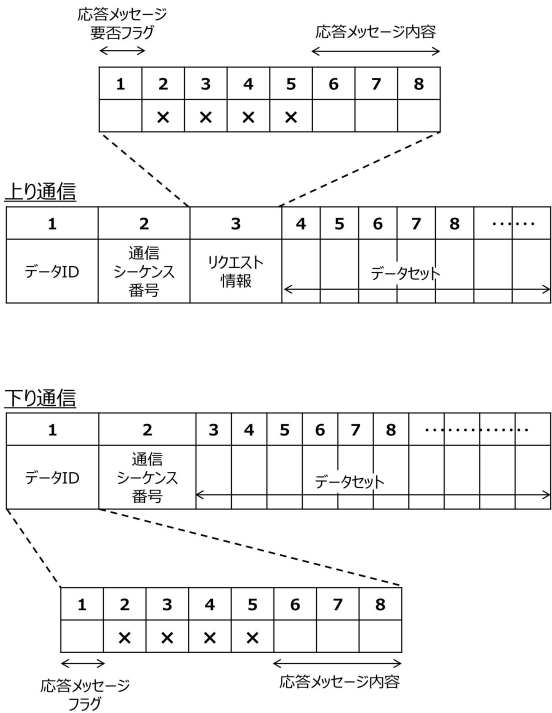 応答メッセージ
要否フラグ
応答メッセージ内容
1 2 3 4 5 6 7 8
× × × ×
上り通信
1 2 3 4 5 6 7 8 ‥‥‥
データID
通信
シーケンス
番号
リクエスト
情報
データセット
下り通信
1 2 3 4 5 6 7 8 ‥‥‥‥‥‥‥
データID
通信
シーケンス
番号
データセット
1 2 3 4 5 6 7 8
× × × ×
応答メッセージ
フラグ
応答メッセージ内容